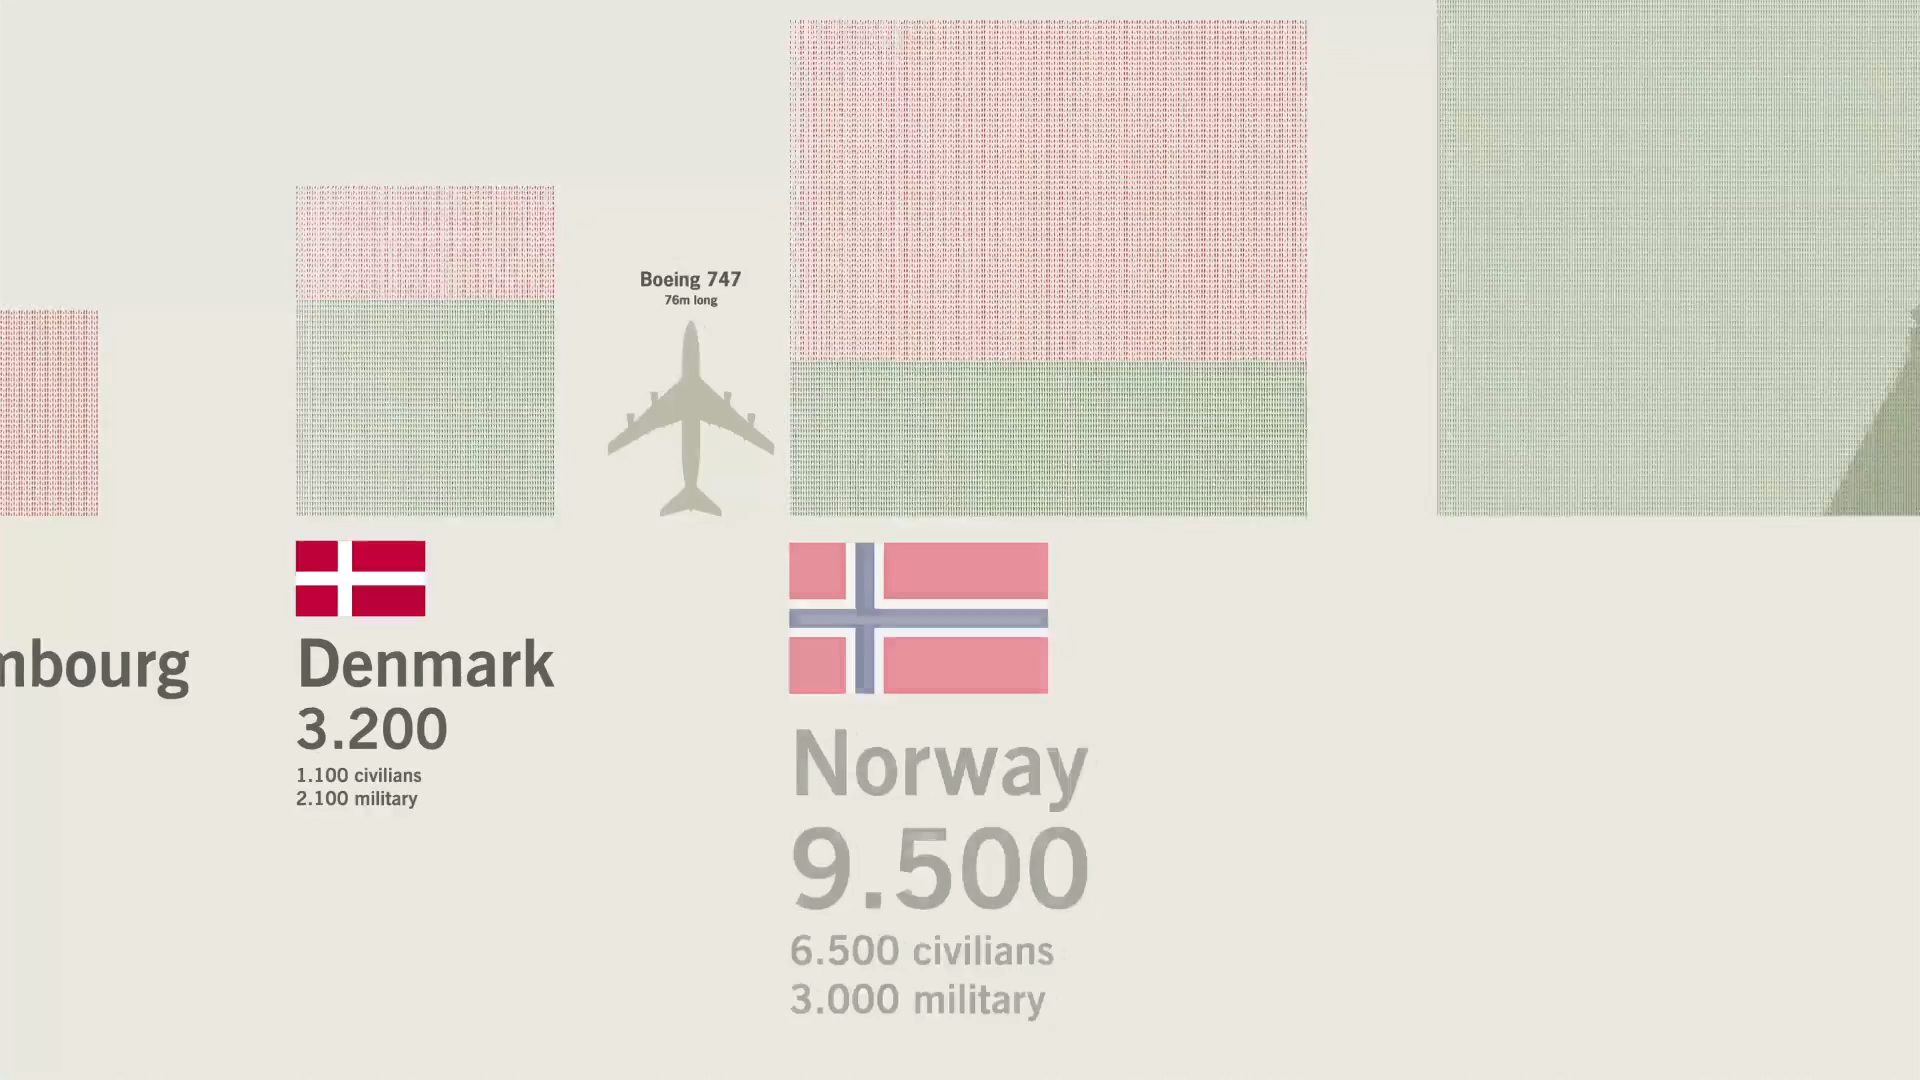 Boeing 747
76m long
mbourg
Denmark
3.200
1.100 civilians
2.100 military
Norway
9.500
6.500 civilians
3.000 military